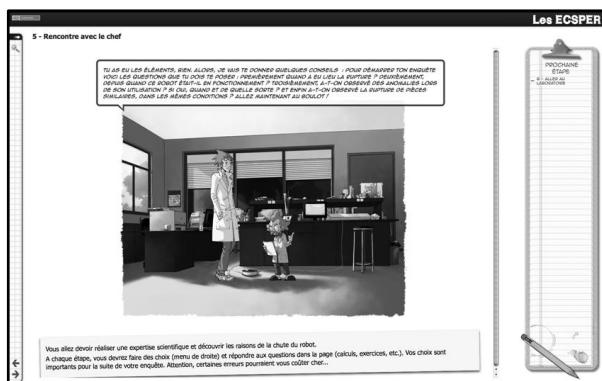 Les ECSPER
5 - Rencontre avec le chef
TU AS EU LES ÉLÉMENTS, BIEN. ALORS, JE VAIS TE DONNER QUELQUES CONSEILS : POUR DÉMARRER TON ENQUÊTE
VOICI LES QUESTIONS QUE TU DOIS TE POSER : PREMIÈREMENT QUAND A EU LIEU LA RUPTURE ? DEUXIÈMEMENT,
DEPUIS QUAND CE ROBOT ÉTAIT-IL EN FONCTIONNEMENT ? TROISIÈMEMENT, A-T-ON OBSERVÉ DES ANOMALIES LORS
DE SON UTILISATION ? SI OUI, QUAND ET DE QUELLE SORTE ? ET ENFIN A-T-ON OBSERVÉ LA RUPTURE DE PIÈCES
SIMILAIRES, DANS LES MÊMES CONDITIONS ? ALLEZ MAINTENANT AU BOULOT !
PROCHAINE
ÉTAPE
6 - ALLER AU
LABORATOIRE
Vous allez devoir réaliser une expertise scientifique et découvrir les raisons de la chute du robot.
A chaque étape, vous devrez faire des choix (menu de droite) et répondre aux questions dans la page (calculs, exercices, etc.). Vos choix sont
importants pour la suite de votre enquête. Attention, certaines erreurs pourraient vous coûter cher...